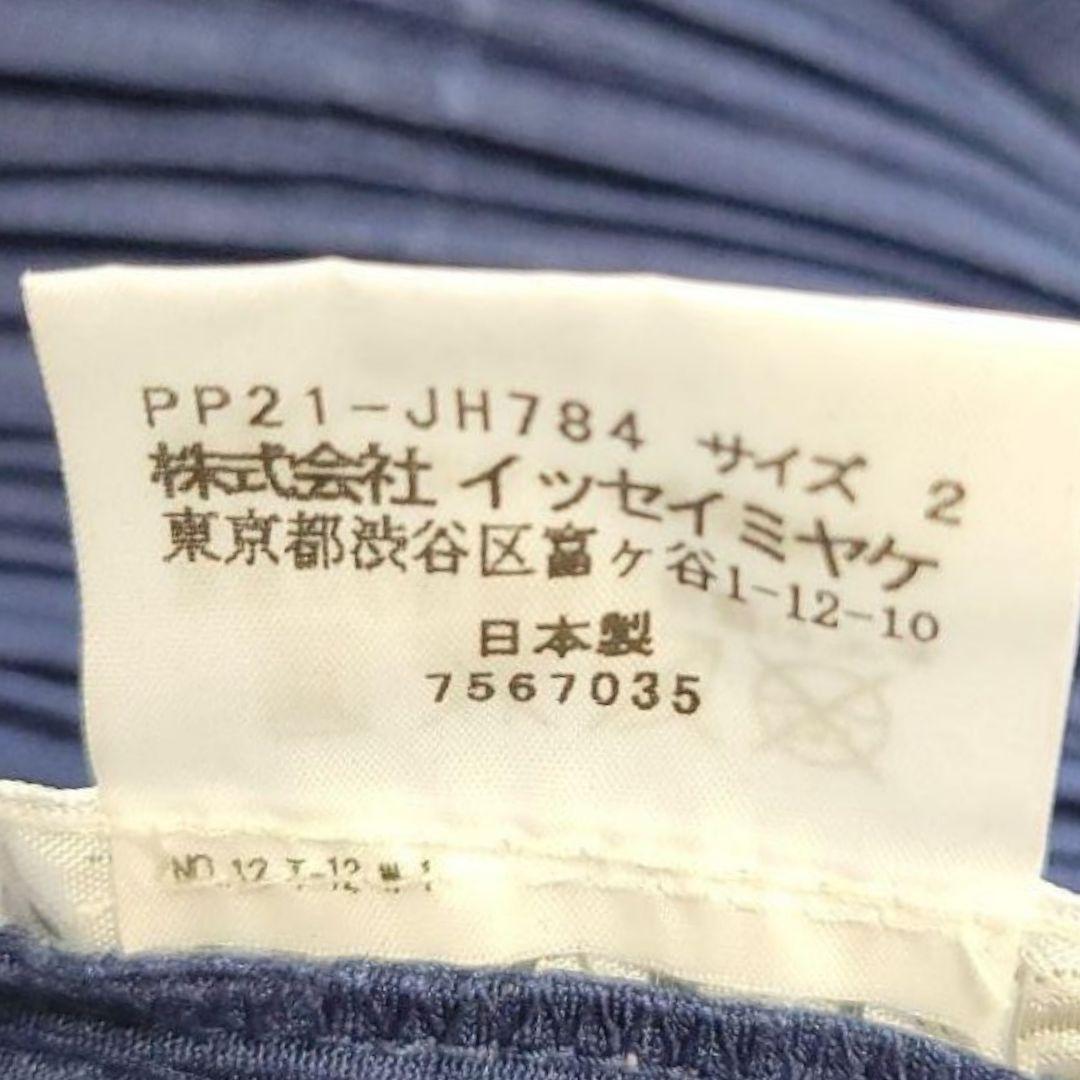 PP21-JH784 サイズ 2
株式会社 イッセイミヤケ
東京都渋谷区富ヶ谷1-12-10
日本製
7567035